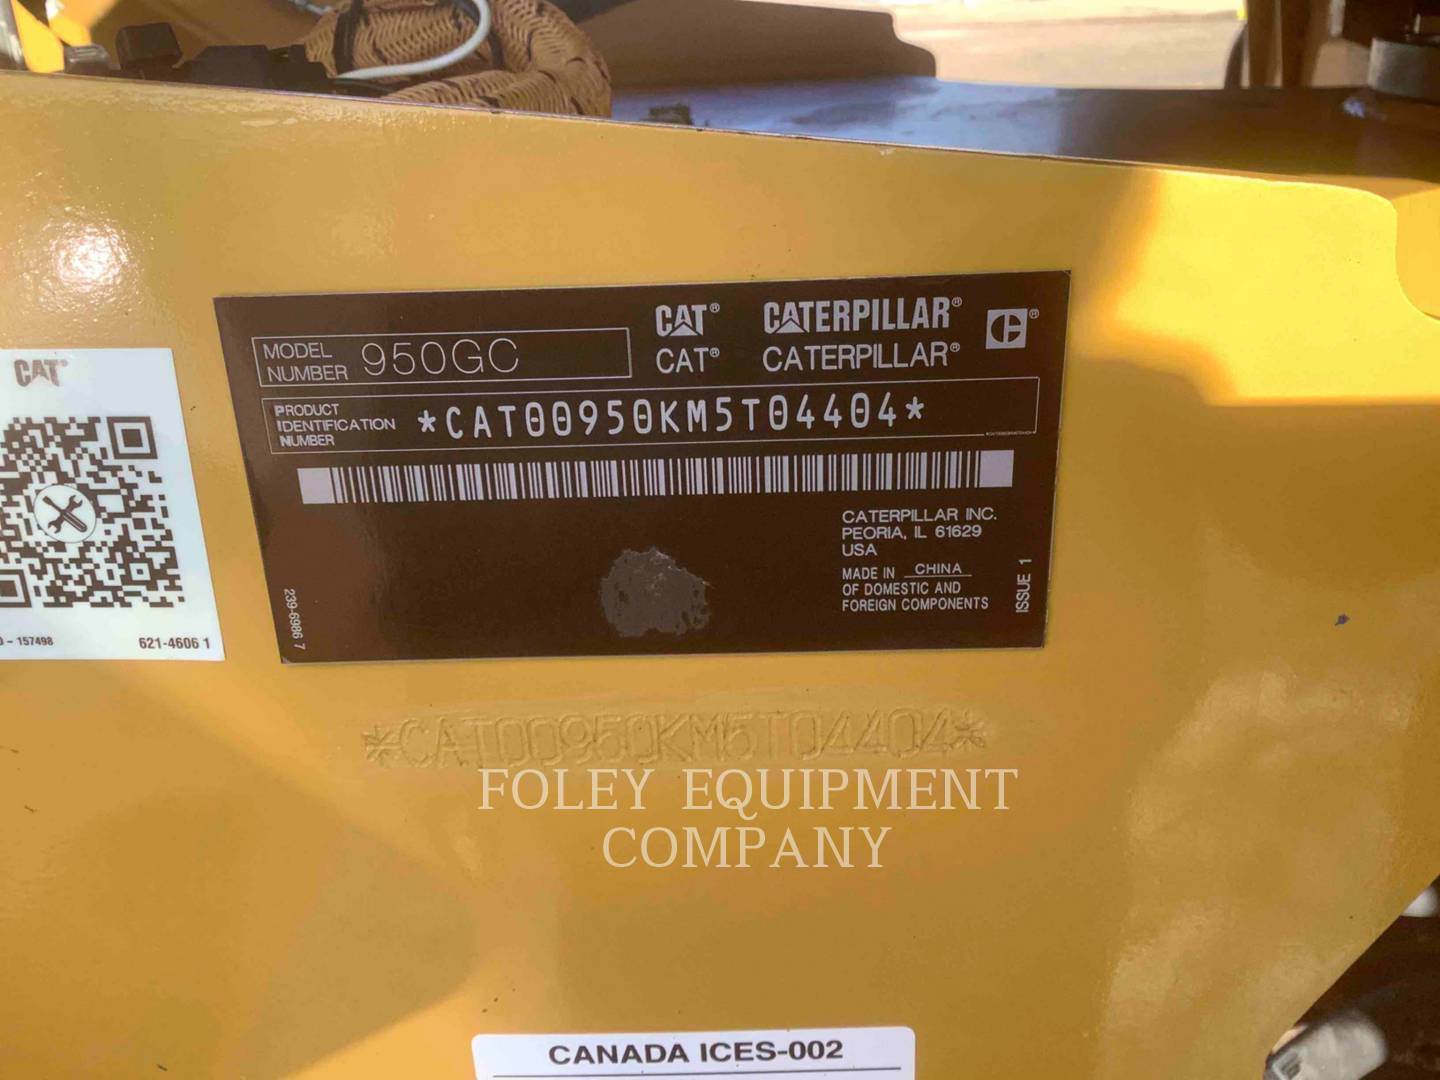 MODEL NUMBER 950GC
CAT® CATERPILLAR®
CAT® CATERPILLAR®
C®
PRODUCT
IDENTIFICATION
NUMBER
*CAT00950KM5T04404*
CATERPILLAR INC.
PEORIA, IL 61629
USA
MADE IN CHINA
OF DOMESTIC AND
FOREIGN COMPONENTS
ISSUE 1
239-6986 7
CAT®
- 157498
621-4606 1
*CAT00950KM5T04404*
FOLEY EQUIPMENT
COMPANY
CANADA ICES-002